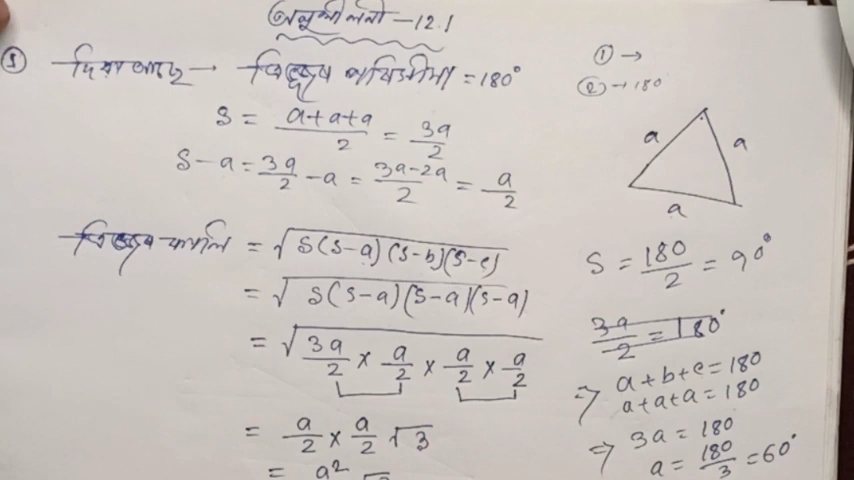 অনুশীলনী – 12.1
① দিয়া আছে → ত্রিভুজৰ পৰিসীমা = 180°
S = (a+a+a)/2 = 3a/2
S – a = 3a/2 – a = (3a-2a)/2 = a/2
ত্রিভুজৰ কালি = √(S(S-a)(S-b)(S-c))
= √(S(S-a)(S-a)(S-a))
= √(3a/2 × a/2 × a/2 × a/2)
= a/2 × a/2 √3
= a²
① →
② → 180
a
a
a
S = 180/2 = 90°
3a/2 = 180°
⇒ a+b+c = 180
a+a+a = 180
⇒ 3a = 180
a = 180/3 = 60°